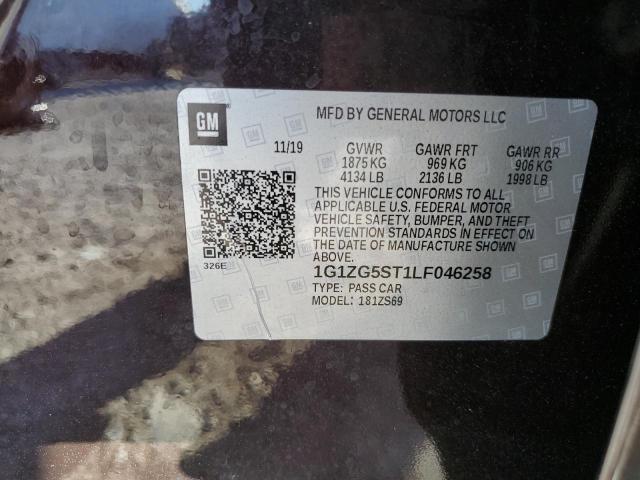 GM
MFD BY GENERAL MOTORS LLC
11/19 GVWR GAWR FRT GAWR RR
1875 KG 969 KG 906 KG
4134 LB 2136 LB 1998 LB
THIS VEHICLE CONFORMS TO ALL
APPLICABLE U.S. FEDERAL MOTOR
VEHICLE SAFETY, BUMPER, AND THEFT
PREVENTION STANDARDS IN EFFECT ON
THE DATE OF MANUFACTURE SHOWN
ABOVE.
326E
1G1ZG5ST1LF046258
TYPE: PASS CAR
MODEL: 181ZS69